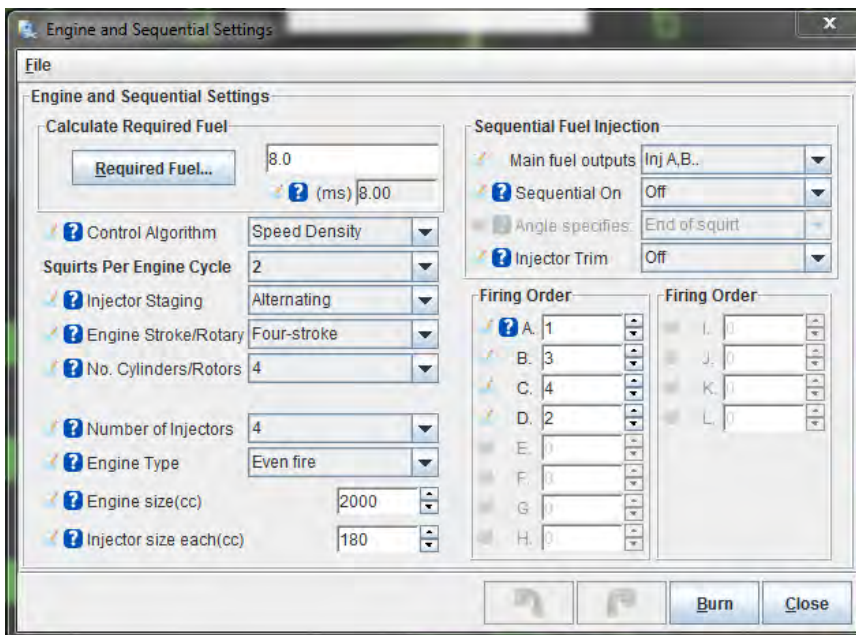 Engine and Sequential Settings
x
File
Engine and Sequential Settings
Calculate Required Fuel
Required Fuel...
8.0
? (ms) 8.00
? Control Algorithm Speed Density
Squirts Per Engine Cycle 2
? Injector Staging Alternating
? Engine Stroke/Rotary Four-stroke
? No. Cylinders/Rotors 4
? Number of Injectors 4
? Engine Type Even fire
? Engine size(cc) 2000
? Injector size each(cc) 180
Sequential Fuel Injection
Main fuel outputs Inj A,B..
? Sequential On Off
? Angle specifies: End of squirt
? Injector Trim Off
Firing Order
? A. 1
B. 3
C. 4
D. 2
E. 0
F. 0
G. 0
H. 0
Firing Order
I. 0
J. 0
K. 0
L. 0
Burn
Close